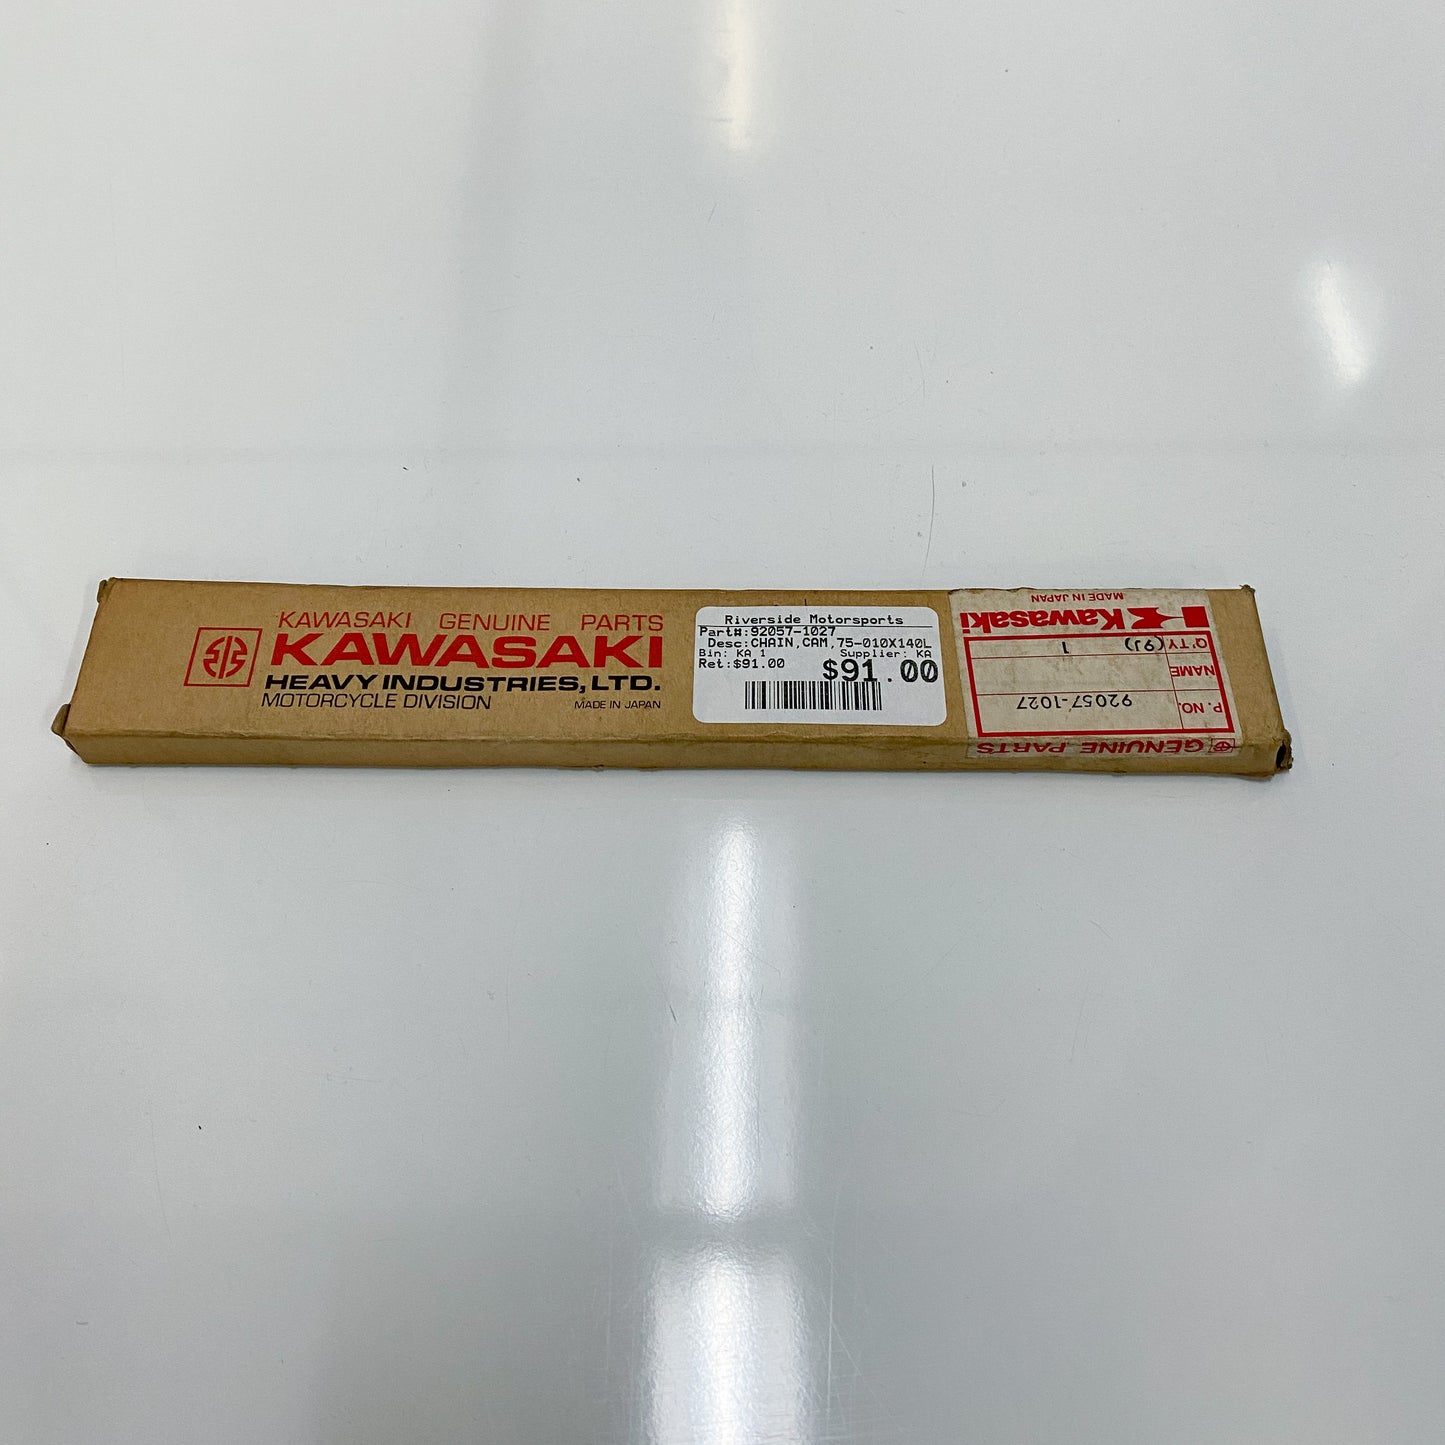 KAWASAKI GENUINE PARTS
KAWASAKI
HEAVY INDUSTRIES, LTD.
MOTORCYCLE DIVISION MADE IN JAPAN
Riverside Motorsports
Part#:92057-1027
Desc:CHAIN,CAM,75-010X140L
Bin: KA 1 Supplier: KA
Ret:$91.00 $91.00
GENUINE PARTS
P. NO. 92057-1027
NAME
Q'TY (9J) 1
Kawasaki
MADE IN JAPAN